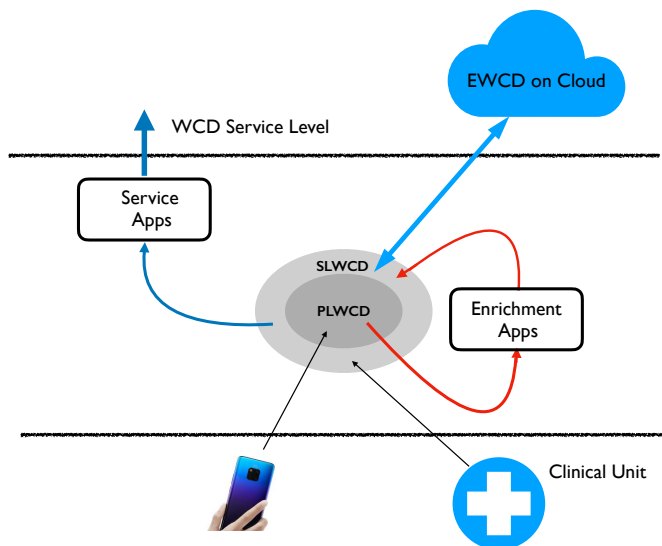 EWCD on Cloud
WCD Service Level
Service
Apps
SLWCD
PLWCD
Enrichment
Apps
Clinical Unit